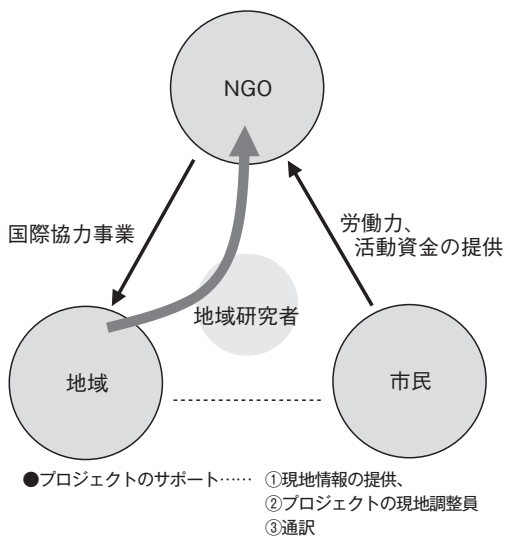 NGO
国際協力事業
労働力、
活動資金の提供
地域研究者
地域
市民
●プロジェクトのサポート…… ①現地情報の提供、
②プロジェクトの現地調整員
③通訳